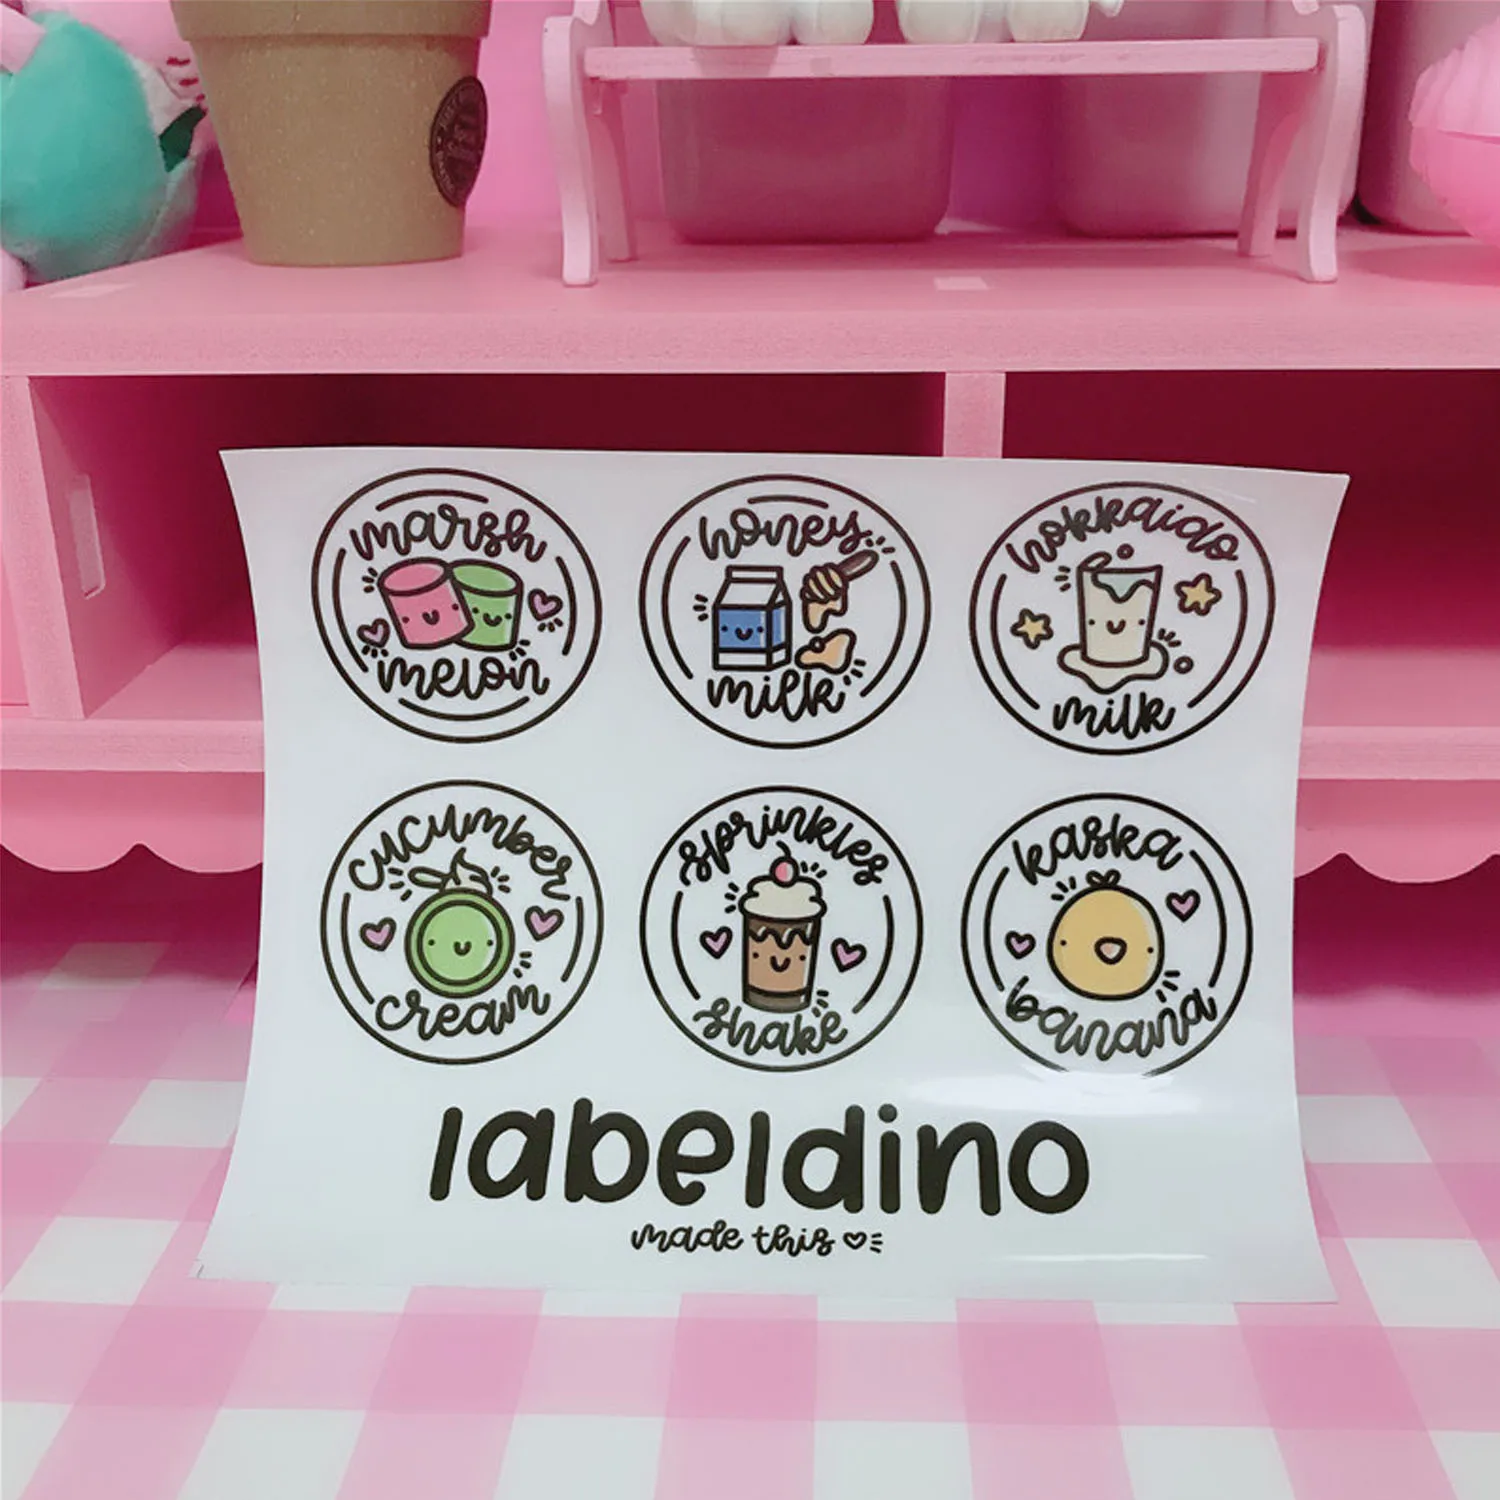 marsh
melon
honey
milk
hokkaido
milk
cucumber
cream
sprinkles
shake
kaska
banana
labeldino
made this